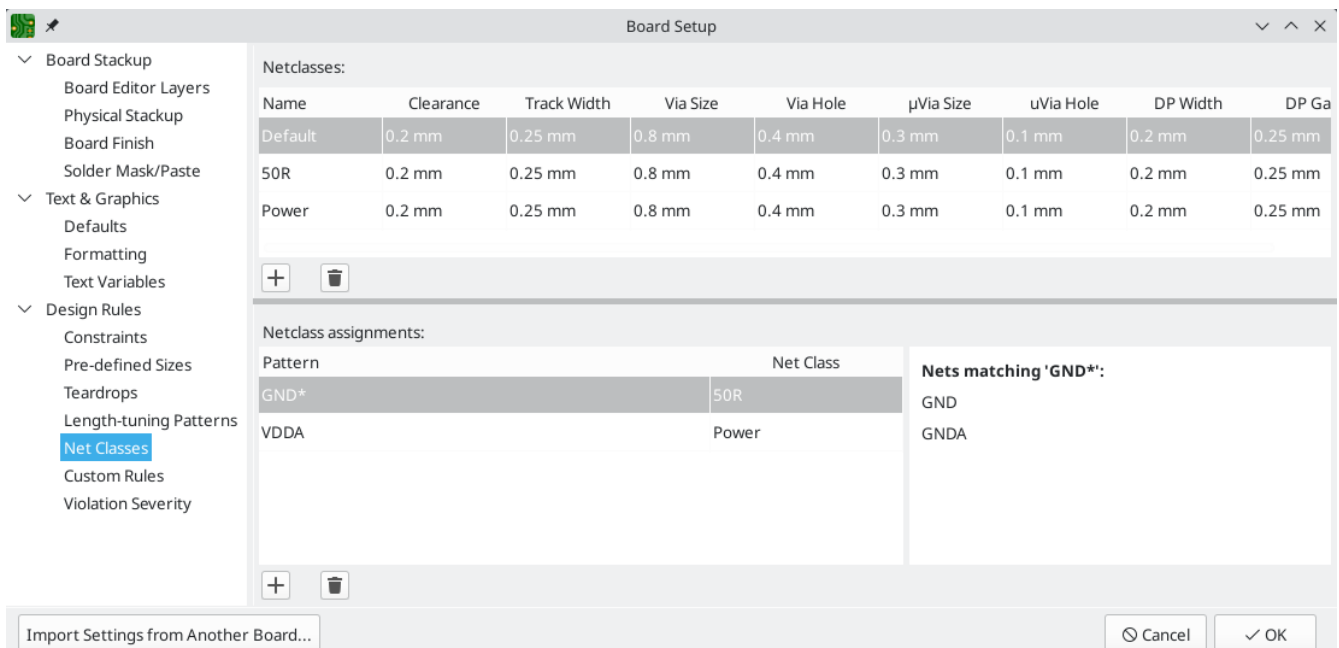 Board Setup
Board Stackup
Board Editor Layers
Physical Stackup
Board Finish
Solder Mask/Paste
Text & Graphics
Defaults
Formatting
Text Variables
Design Rules
Constraints
Pre-defined Sizes
Teardrops
Length-tuning Patterns
Net Classes
Custom Rules
Violation Severity
Netclasses:
Name Clearance Track Width Via Size Via Hole µVia Size uVia Hole DP Width DP Ga
Default 0.2 mm 0.25 mm 0.8 mm 0.4 mm 0.3 mm 0.1 mm 0.2 mm 0.25 mm
50R 0.2 mm 0.25 mm 0.8 mm 0.4 mm 0.3 mm 0.1 mm 0.2 mm 0.25 mm
Power 0.2 mm 0.25 mm 0.8 mm 0.4 mm 0.3 mm 0.1 mm 0.2 mm 0.25 mm
Netclass assignments:
Pattern Net Class
GND* 50R
VDDA Power
Nets matching 'GND*':
GND
GNDA
Import Settings from Another Board...
Cancel
OK